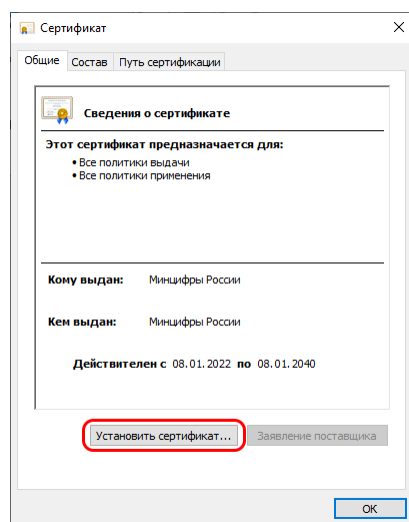 Сертификат
Общие Состав Путь сертификации
Сведения о сертификате
Этот сертификат предназначается для:
• Все политики выдачи
• Все политики применения
Кому выдан: Минцифры России
Кем выдан: Минцифры России
Действителен с 08.01.2022 по 08.01.2040
Установить сертификат... Заявление поставщика
ОК